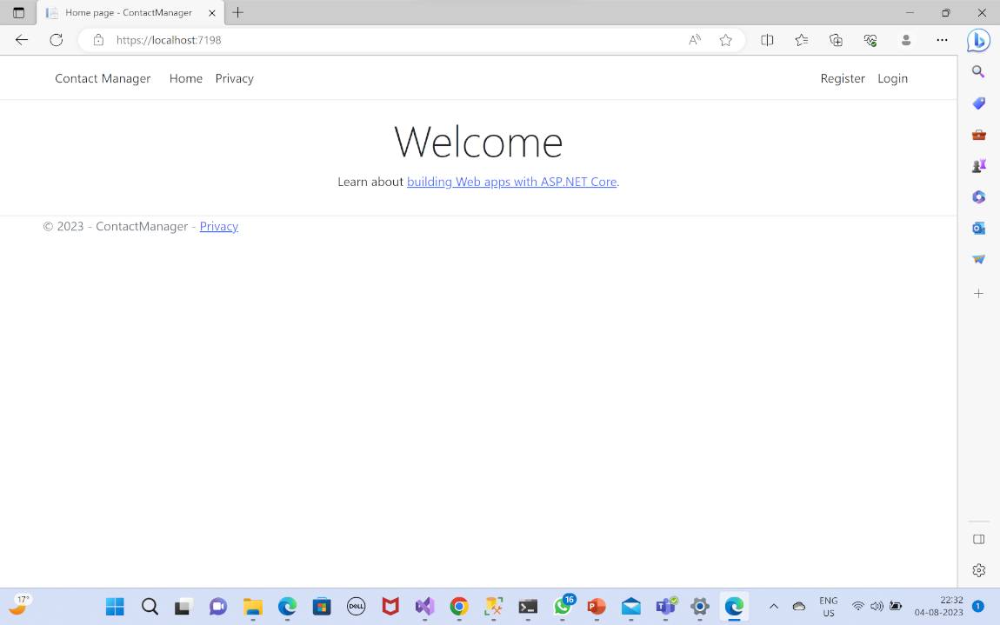 Home page - ContactManager
https://localhost:7198
Contact Manager Home Privacy Register Login
Welcome
Learn about building Web apps with ASP.NET Core.
© 2023 - ContactManager - Privacy
17°
DELL
16
ENG
US
22:32
04-08-2023
1